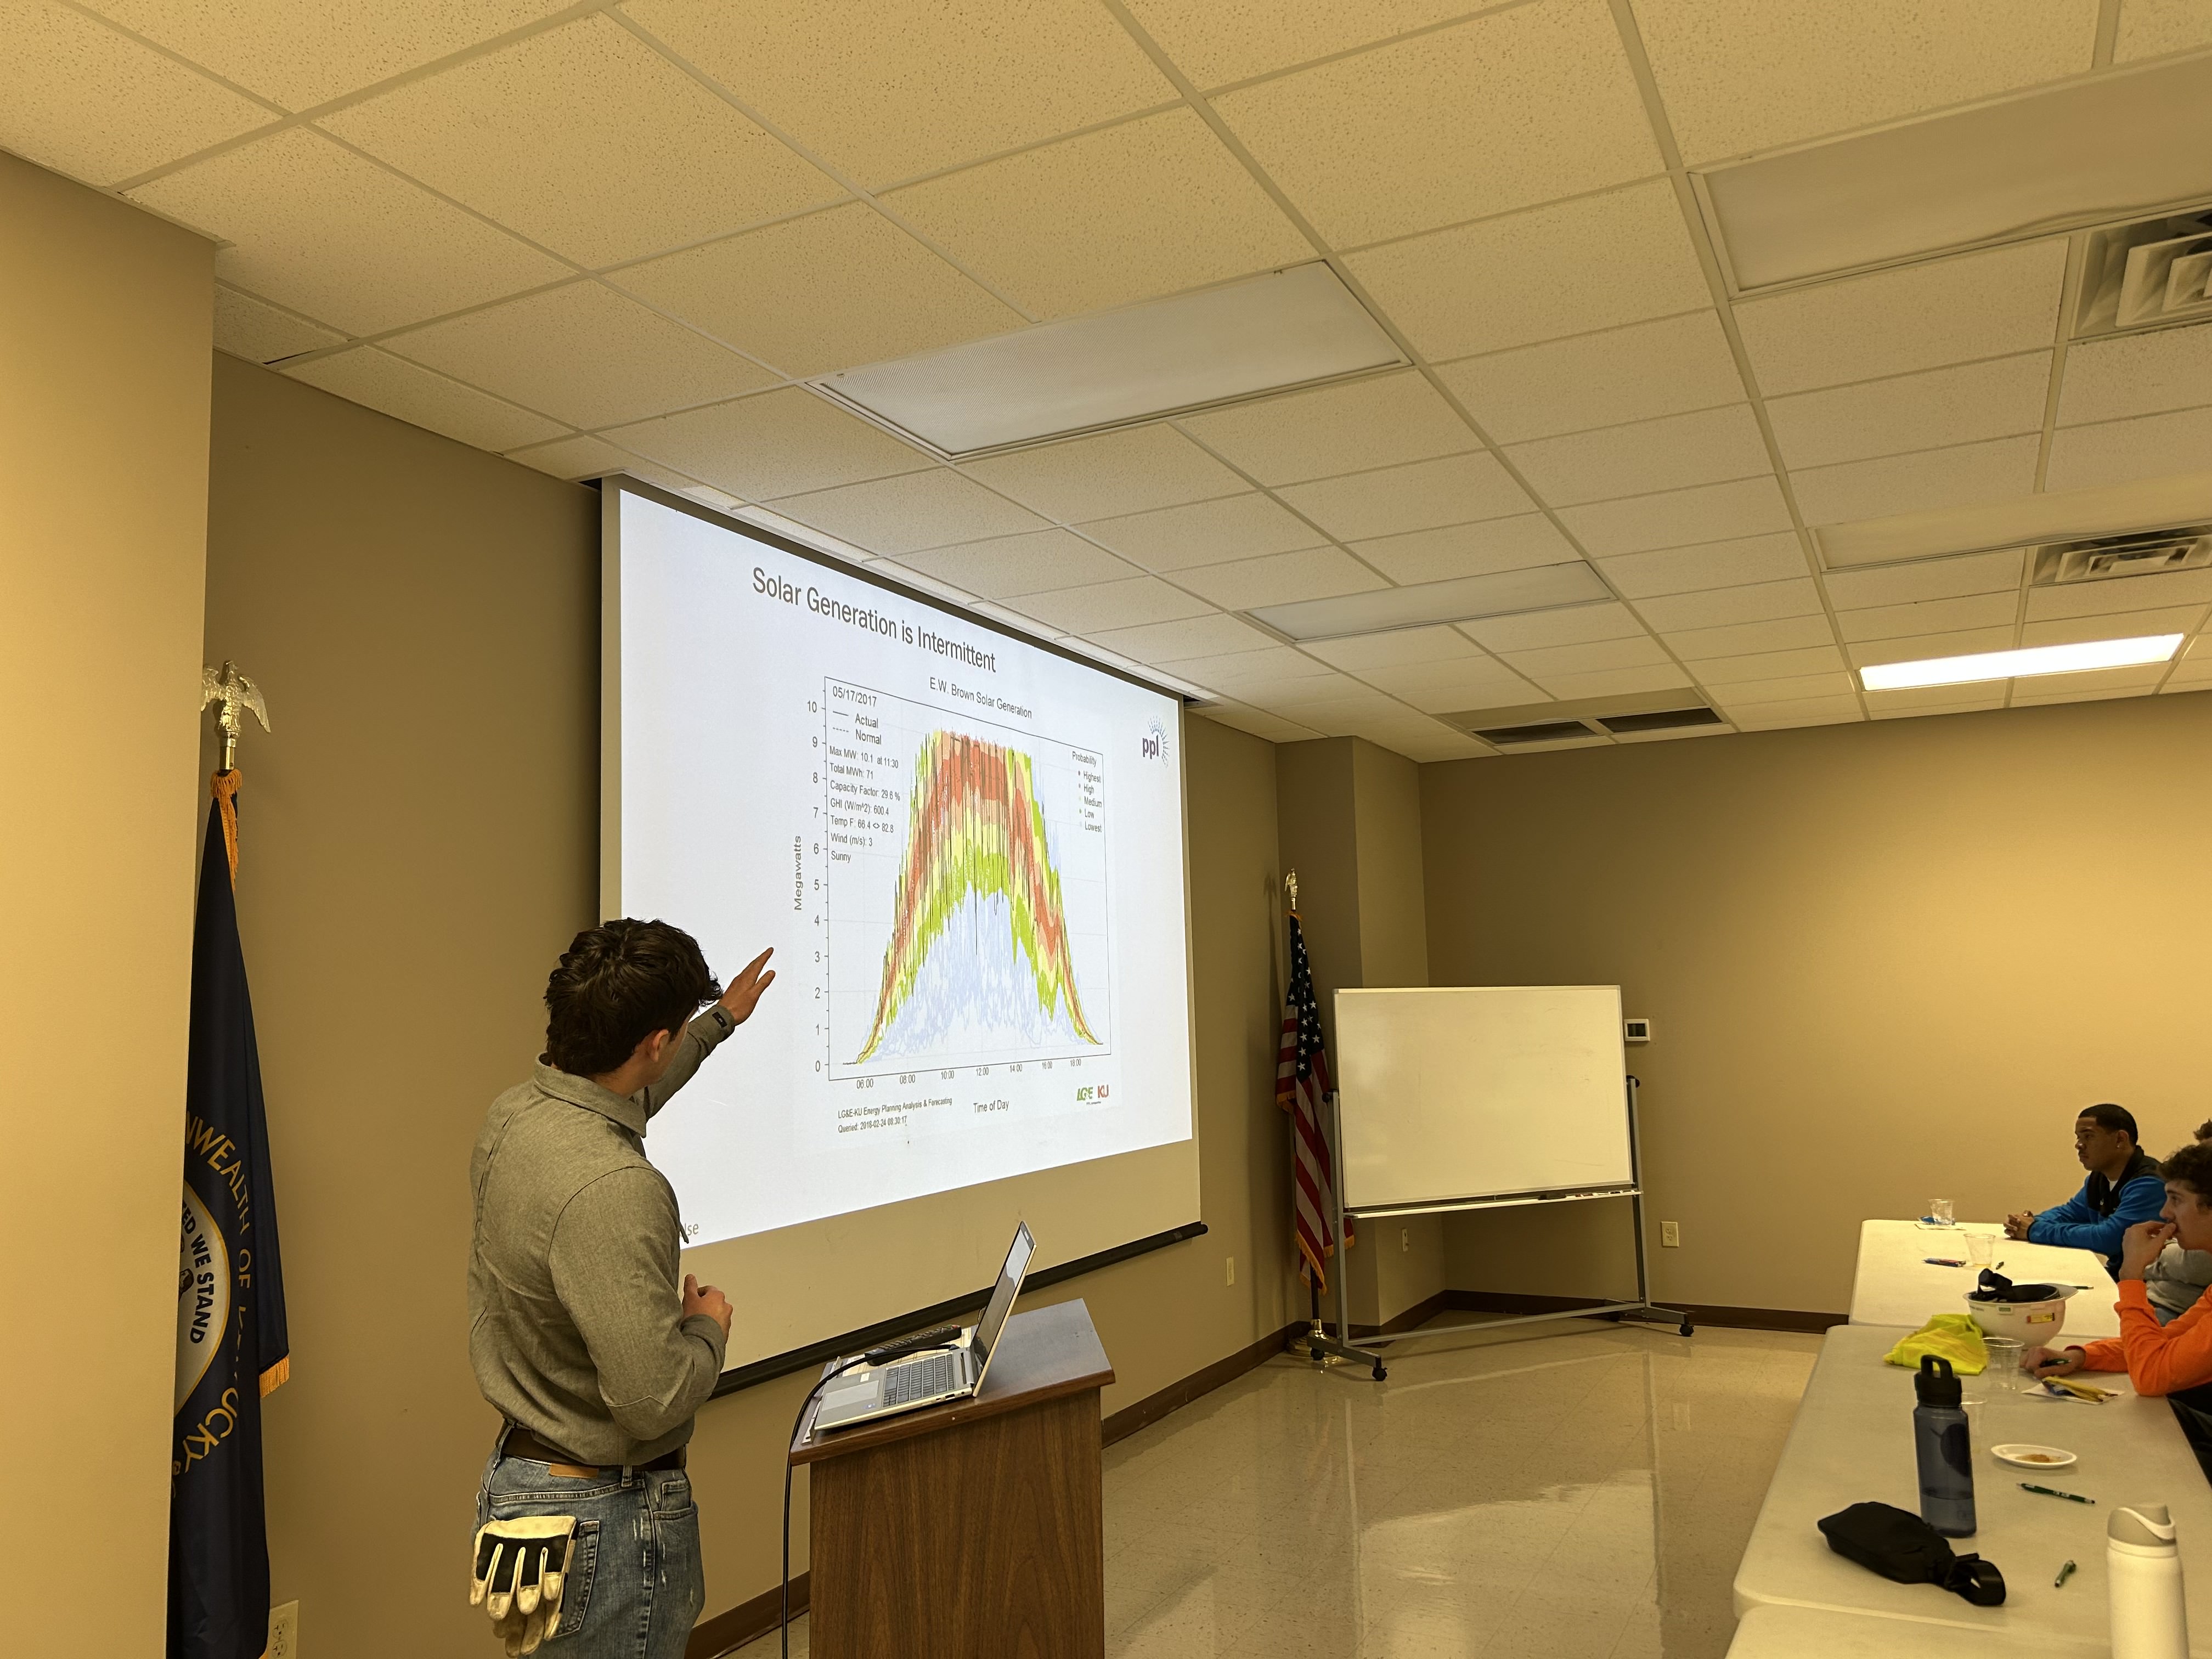 Solar Generation is Intermittent
E.W. Brown Solar Generation
ppl
05/17/2017
Actual
Normal
Max MW: 10.1 at 11:30
Total MWh: 71
Capacity Factor: 29.6 %
GHI (W/m^2): 600.4
Temp F: 66.4 <> 82.8
Wind (m/s): 3
Sunny
Probability
Highest
High
Medium
Low
Lowest
Megawatts
10
9
8
7
6
5
4
3
2
1
0
06:00 08:00 10:00 12:00 14:00 16:00 18:00
Time of Day
LG&E-KU Energy Planning Analysis & Forecasting
Queried: 2018-02-24 08:30:17
LG&E KU
NWEALTH OF
UCKY
WE STAND